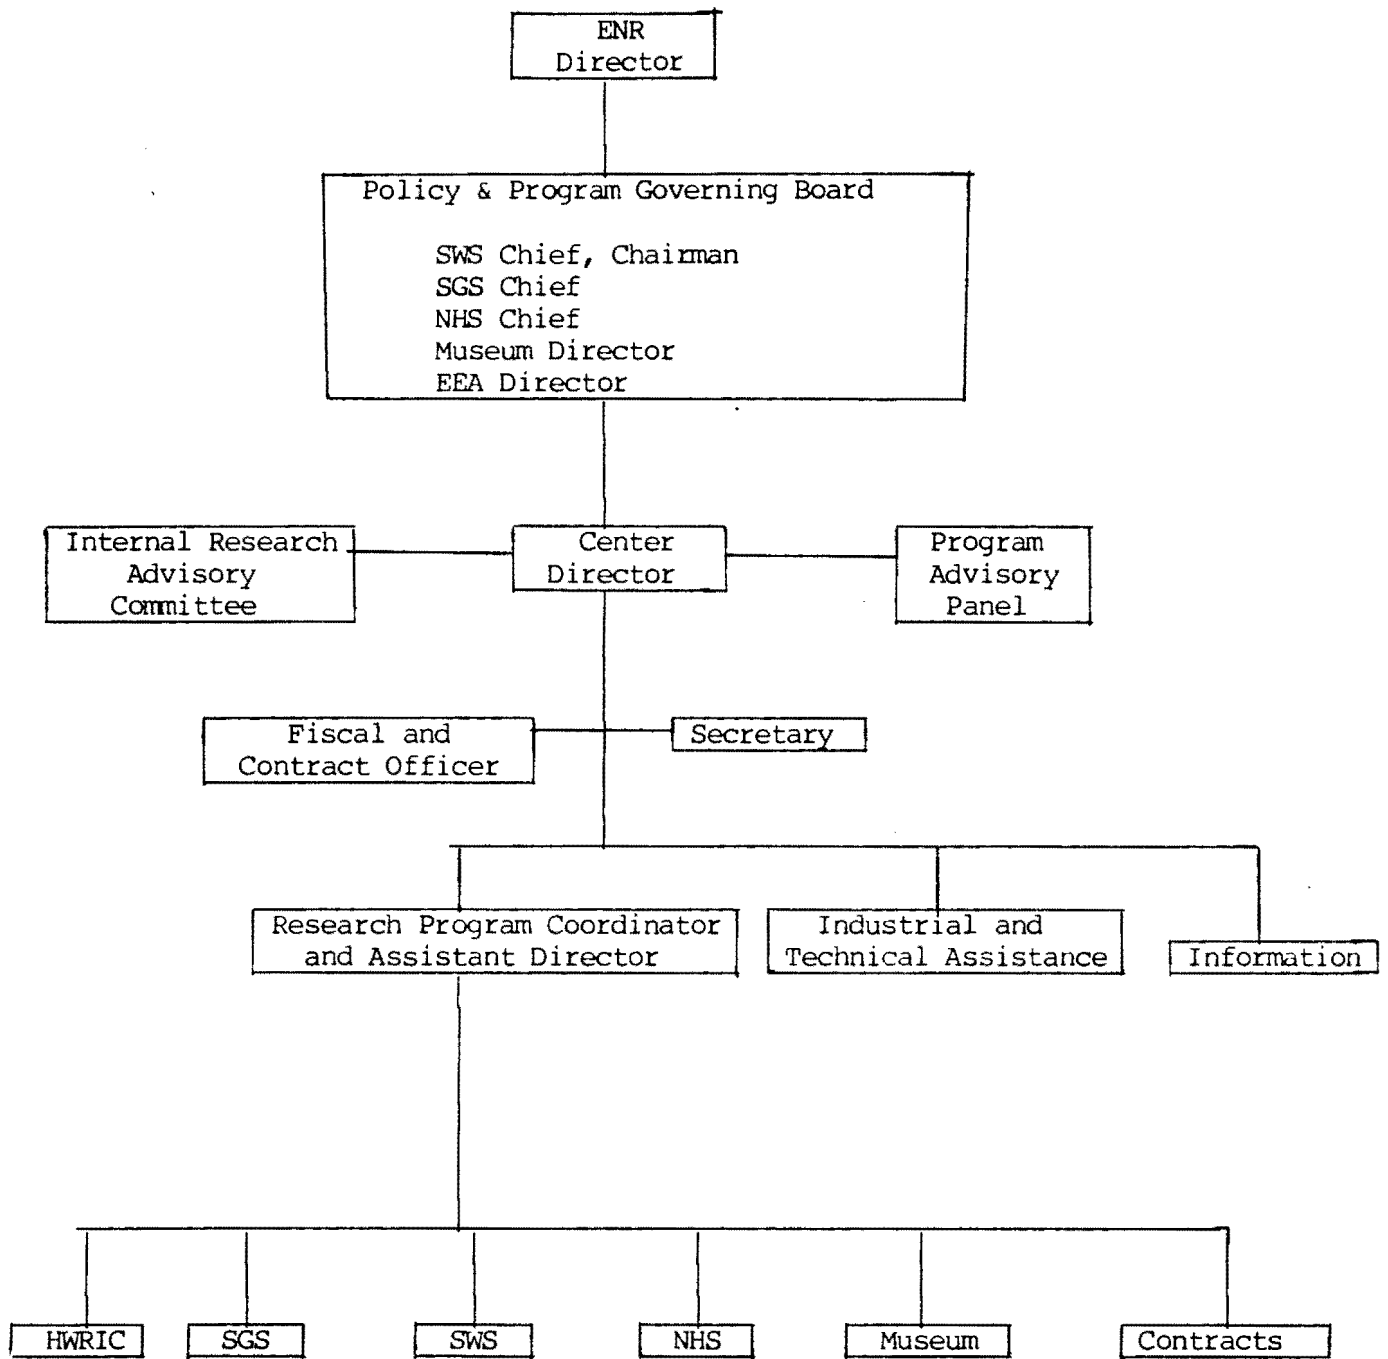 ENR
Director
Policy & Program Governing Board
SWS Chief, Chairman
SGS Chief
NHS Chief
Museum Director
EEA Director
Internal Research
Advisory
Committee
Center
Director
Program
Advisory
Panel
Fiscal and
Contract Officer
Secretary
Research Program Coordinator
and Assistant Director
Industrial and
Technical Assistance
Information
HWRIC
SGS
SWS
NHS
Museum
Contracts